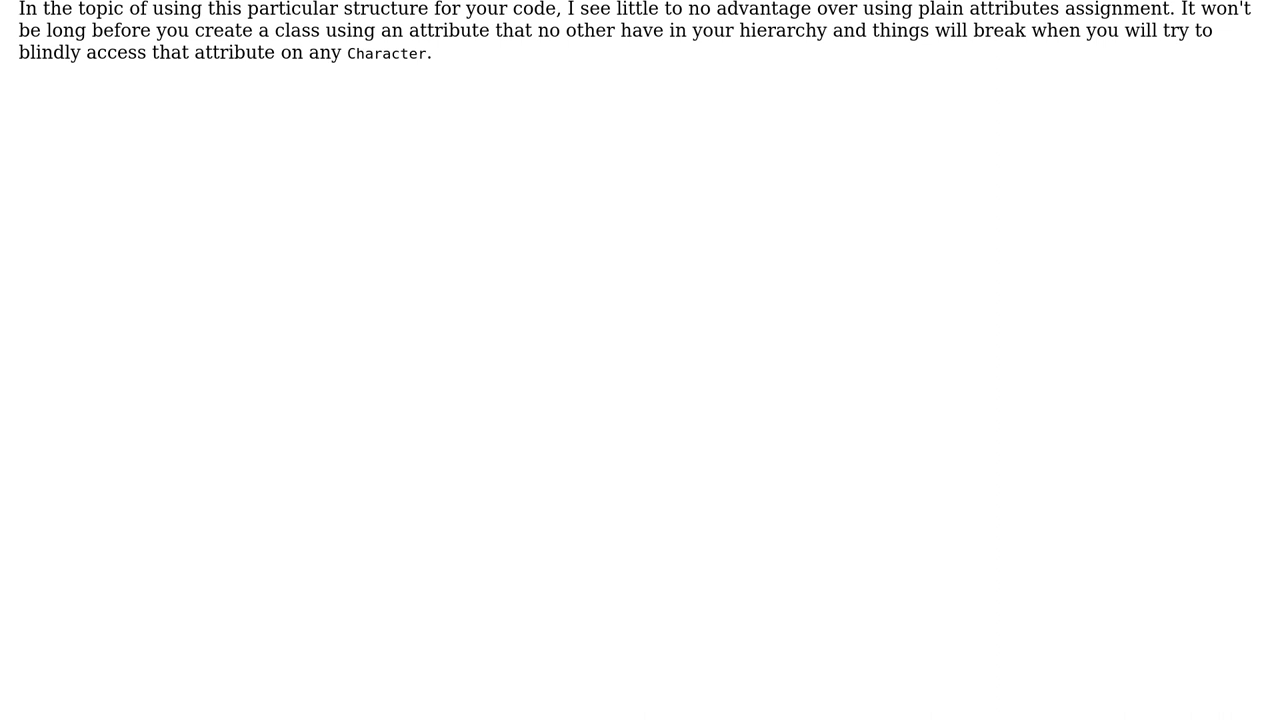 In the topic of using this particular structure for your code, I see little to no advantage over using plain attributes assignment. It won't
be long before you create a class using an attribute that no other have in your hierarchy and things will break when you will try to
blindly access that attribute on any Character.